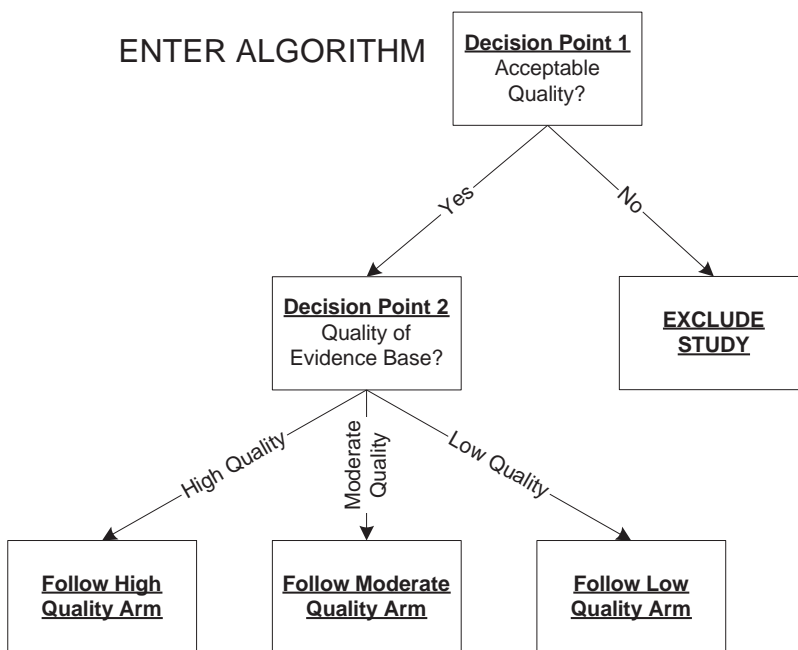 ENTER ALGORITHM
Decision Point 1
Acceptable
Quality?
Yes
No
Decision Point 2
Quality of
Evidence Base?
EXCLUDE
STUDY
High Quality
Moderate
Quality
Low Quality
Follow High
Quality Arm
Follow Moderate
Quality Arm
Follow Low
Quality Arm